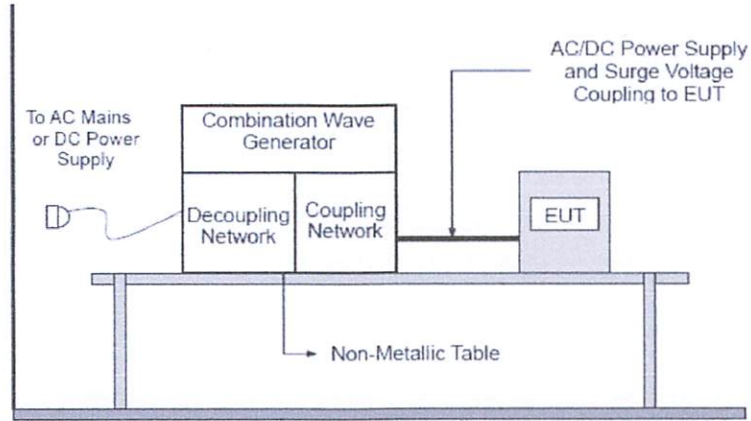 AC/DC Power Supply
and Surge Voltage
Coupling to EUT
To AC Mains
or DC Power
Supply
Combination Wave
Generator
Decoupling
Network
Coupling
Network
EUT
Non-Metallic Table